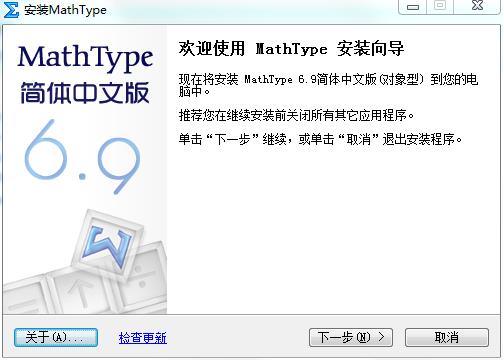 安装MathType
MathType
简体中文版
6.9
欢迎使用 MathType 安装向导
现在将安装 MathType 6.9简体中文版(对象型) 到您的电
脑中。
推荐您在继续安装前关闭所有其它应用程序。
单击“下一步”继续，或单击“取消”退出安装程序。
关于(A)...
检查更新
下一步(N) >
取消